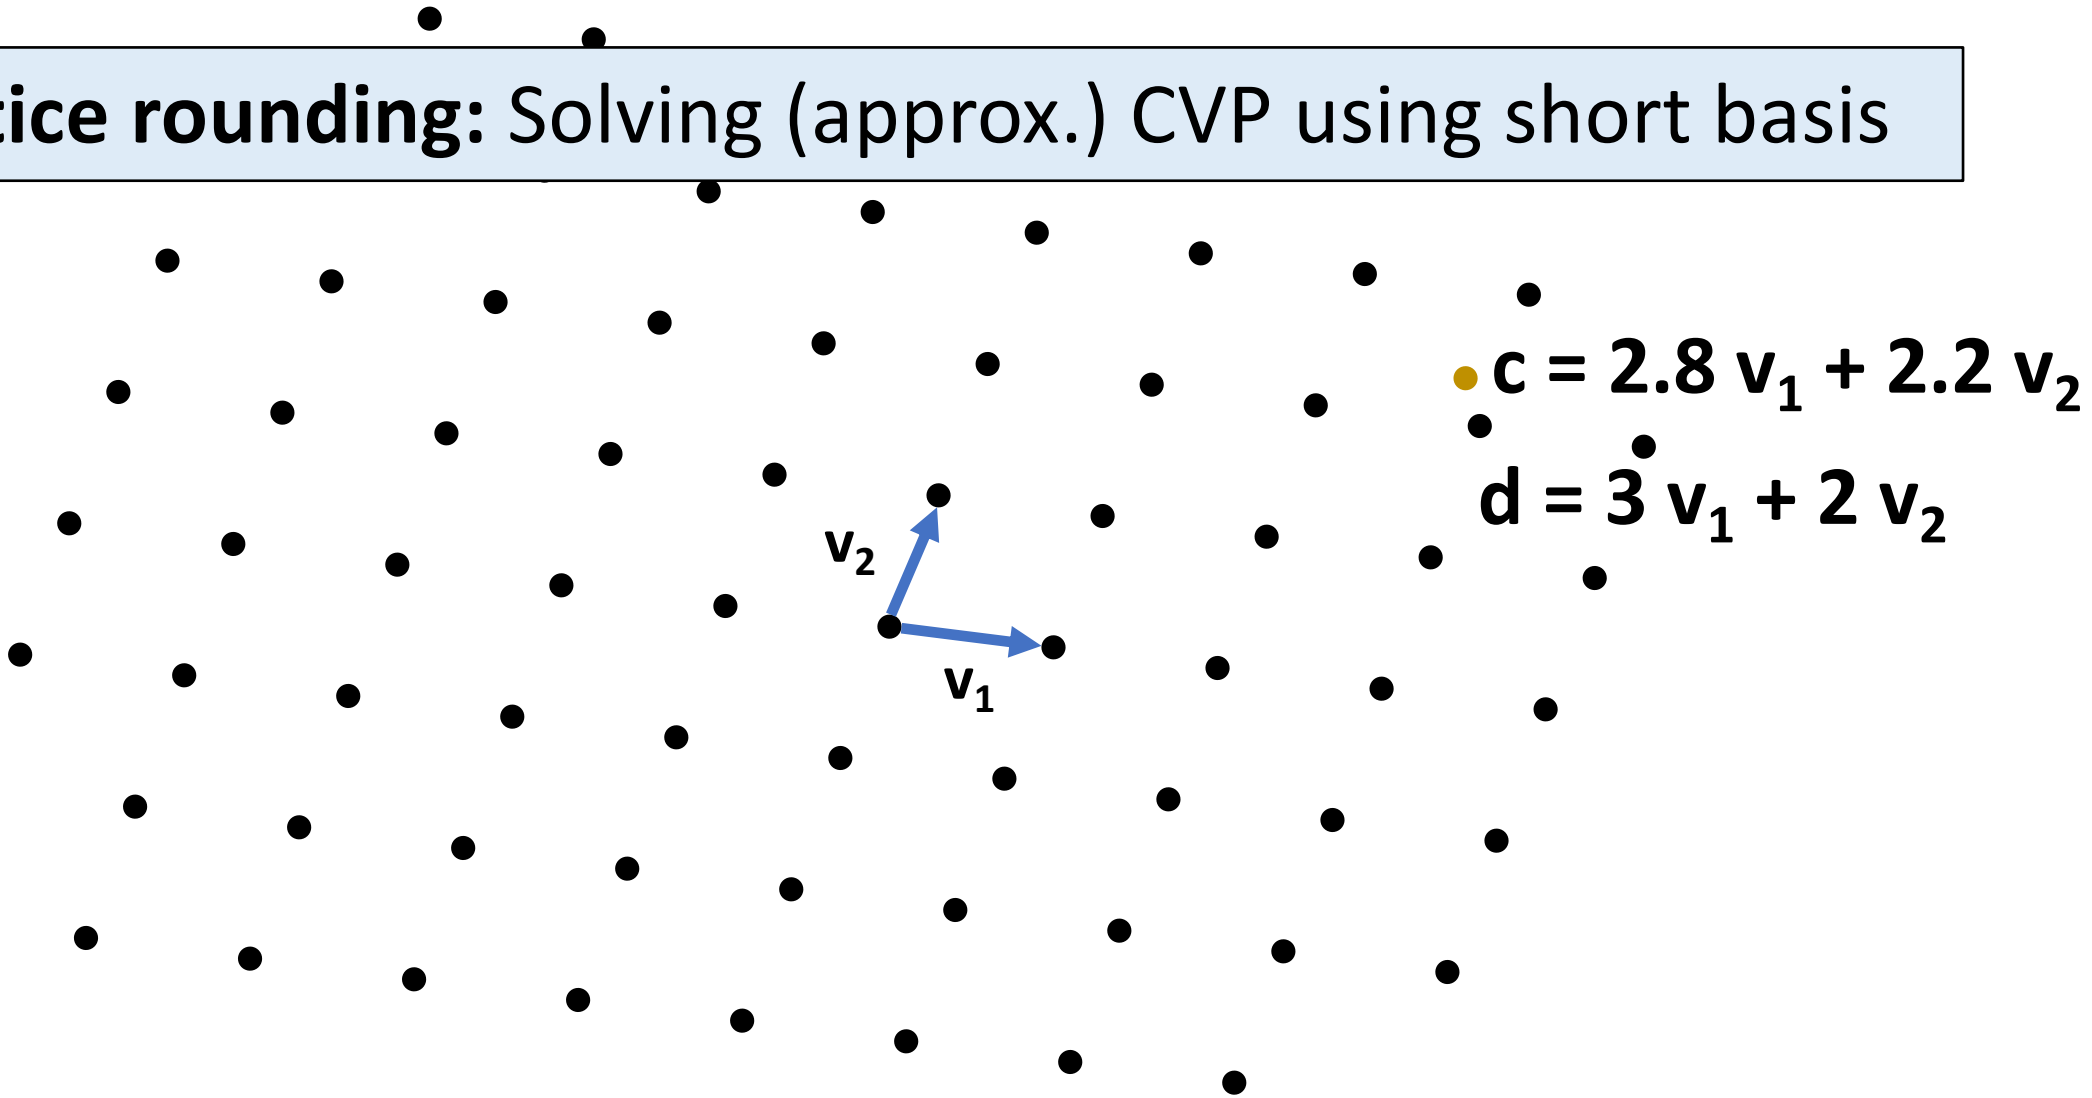 tice rounding: Solving (approx.) CVP using short basis
c = 2.8 v₁ + 2.2 v₂
d = 3 v₁ + 2 v₂
v₂
v₁